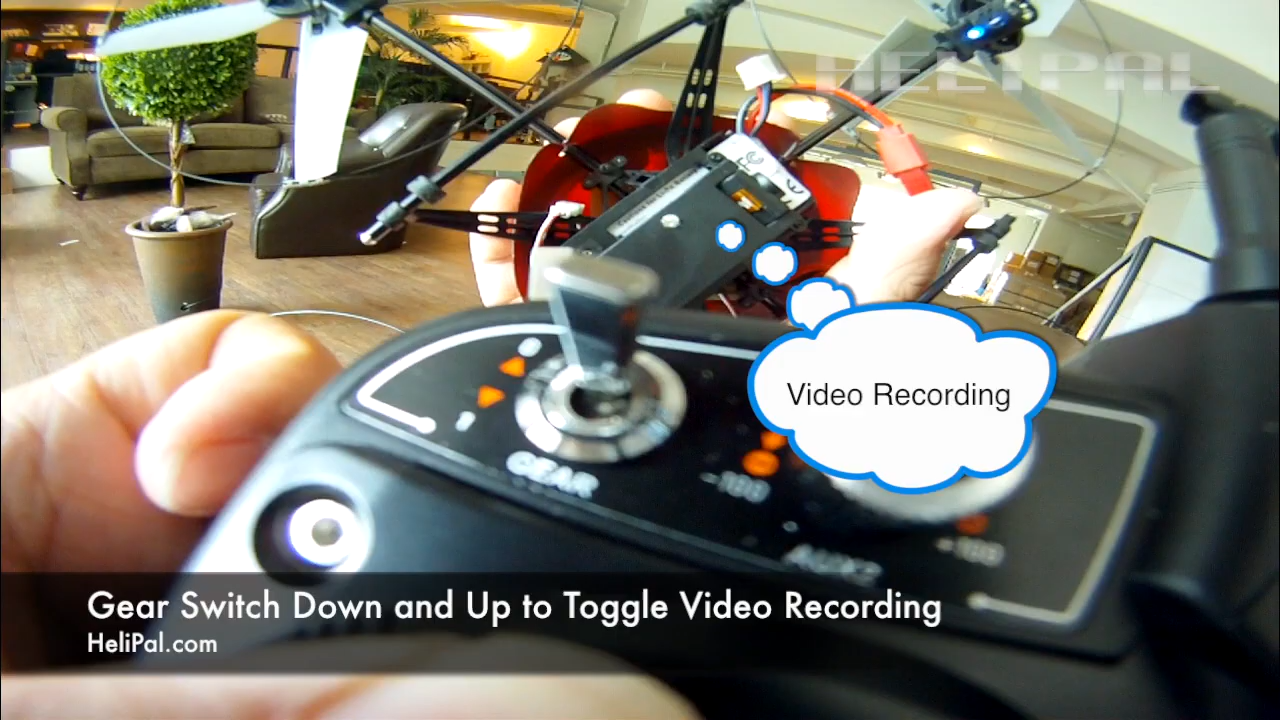 HELIPAL
Video Recording
GEAR
-100
AUX2
+100
Gear Switch Down and Up to Toggle Video Recording
HeliPal.com